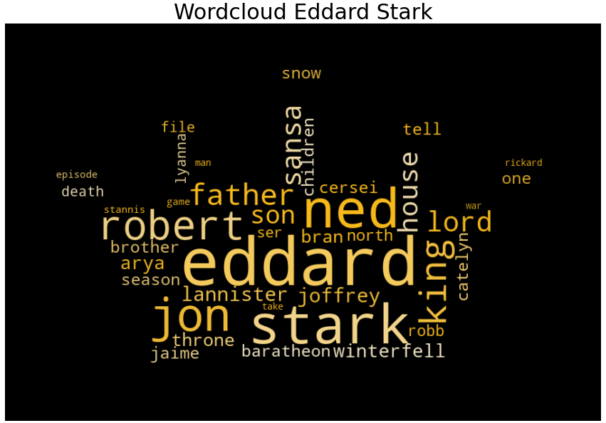 Wordcloud Eddard Stark
snow
file
tell
sansa
children
lyanna
man
rickard
episode
one
death
cersei
house
father
game
ned
stannis
son
war
lord
robert
ser
bran
north
brother
eddard
king
catelyn
arya
season
lannister
joffrey
take
jon
stark
robb
throne
jaime
baratheon
winterfell